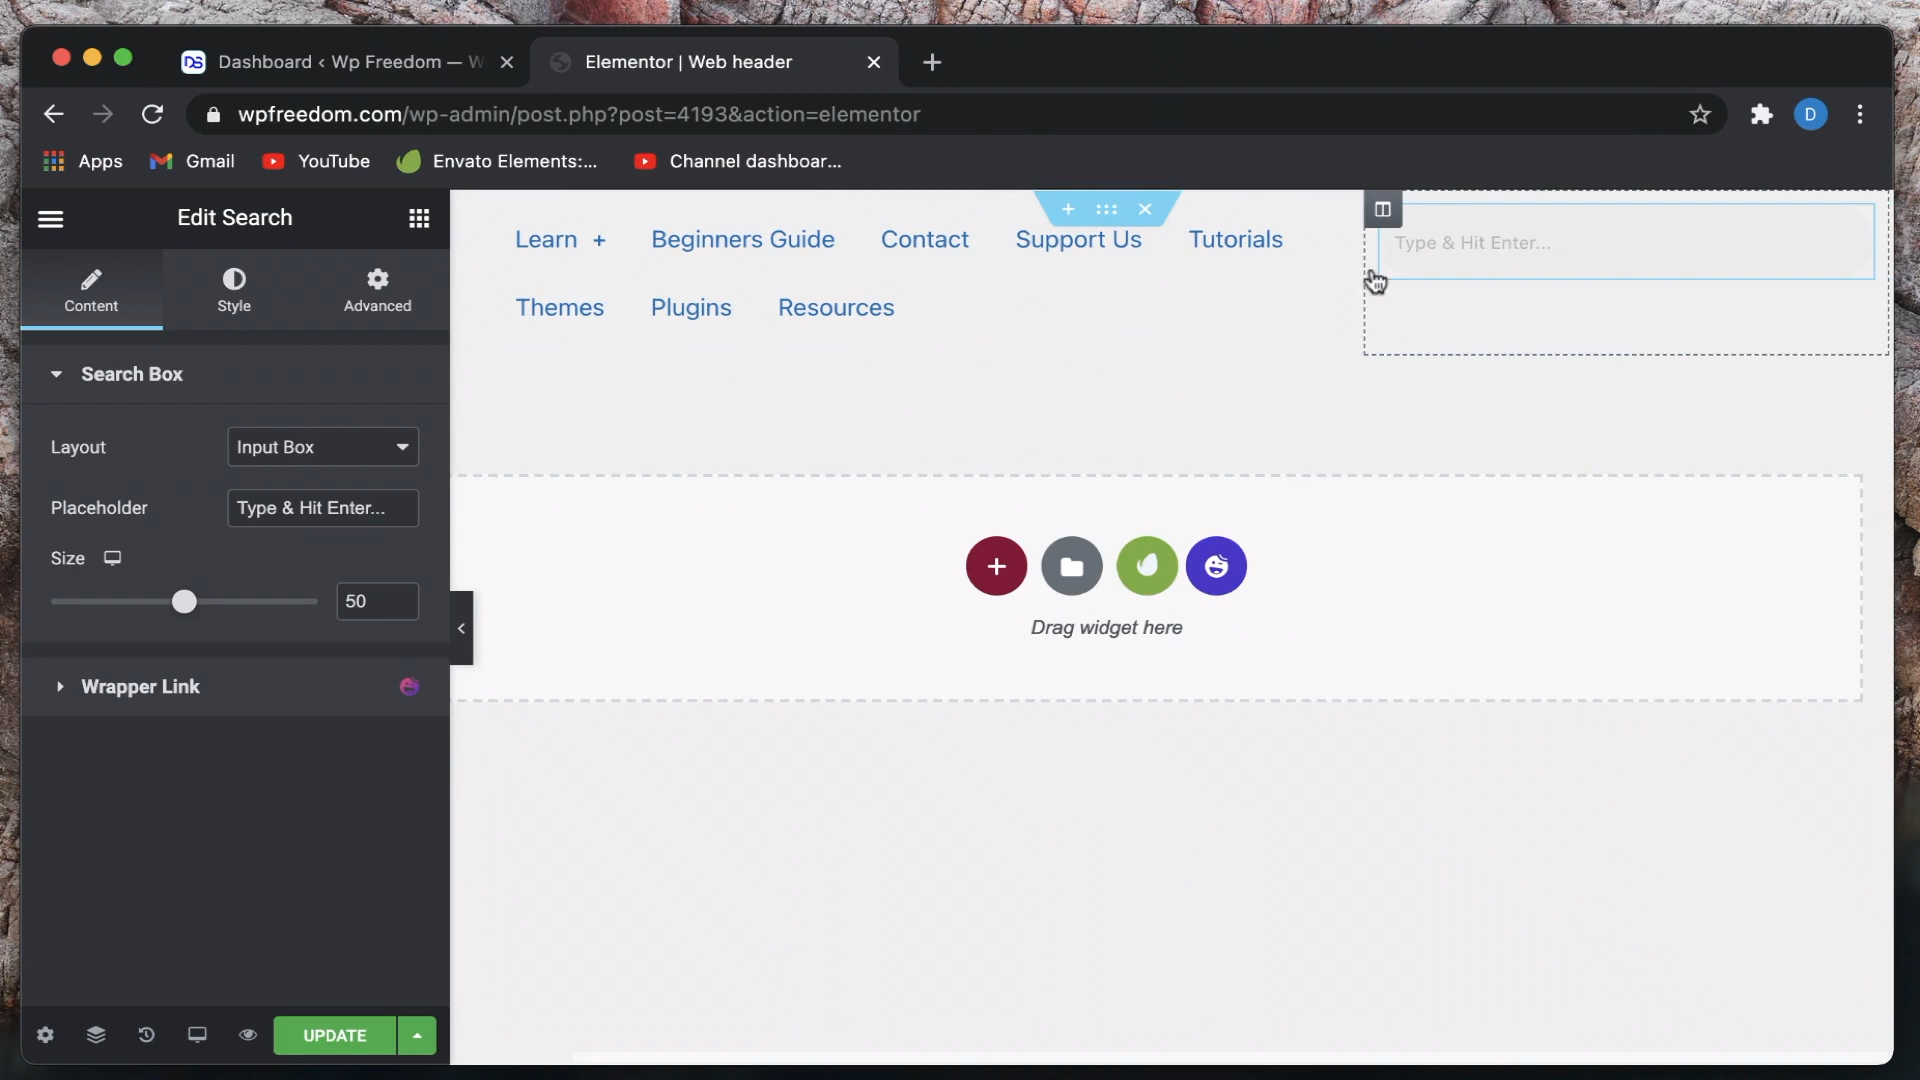 Dashboard ‹ Wp Freedom — W
Elementor | Web header
wpfreedom.com/wp-admin/post.php?post=4193&action=elementor
D
Apps
Gmail
YouTube
Envato Elements:...
Channel dashboar...
Edit Search
Content
Style
Advanced
Search Box
Layout
Input Box
Placeholder
Type & Hit Enter...
Size
50
Wrapper Link
UPDATE
Learn +
Beginners Guide
Contact
Support Us
Tutorials
Themes
Plugins
Resources
Type & Hit Enter...
Drag widget here